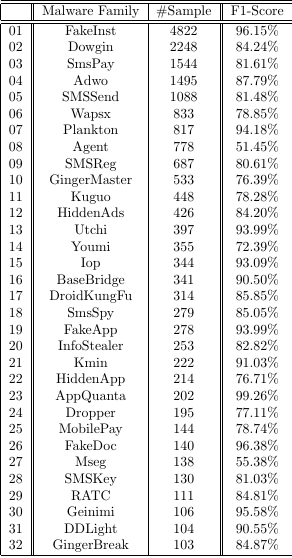 Malware Family #Sample F1-Score
01 FakeInst 4822 96.15%
02 Dowgin 2248 84.24%
03 SmsPay 1544 81.61%
04 Adwo 1495 87.79%
05 SMSSend 1088 81.48%
06 Wapsx 833 78.85%
07 Plankton 817 94.18%
08 Agent 778 51.45%
09 SMSReg 687 80.61%
10 GingerMaster 533 76.39%
11 Kuguo 448 78.28%
12 HiddenAds 426 84.20%
13 Utchi 397 93.99%
14 Youmi 355 72.39%
15 Iop 344 93.09%
16 BaseBridge 341 90.50%
17 DroidKungFu 314 85.85%
18 SmsSpy 279 85.05%
19 FakeApp 278 93.99%
20 InfoStealer 253 82.82%
21 Kmin 222 91.03%
22 HiddenApp 214 76.71%
23 AppQuanta 202 99.26%
24 Dropper 195 77.11%
25 MobilePay 144 78.74%
26 FakeDoc 140 96.38%
27 Mseg 138 55.38%
28 SMSKey 130 81.03%
29 RATC 111 84.81%
30 Geinimi 106 95.58%
31 DDLight 104 90.55%
32 GingerBreak 103 84.87%